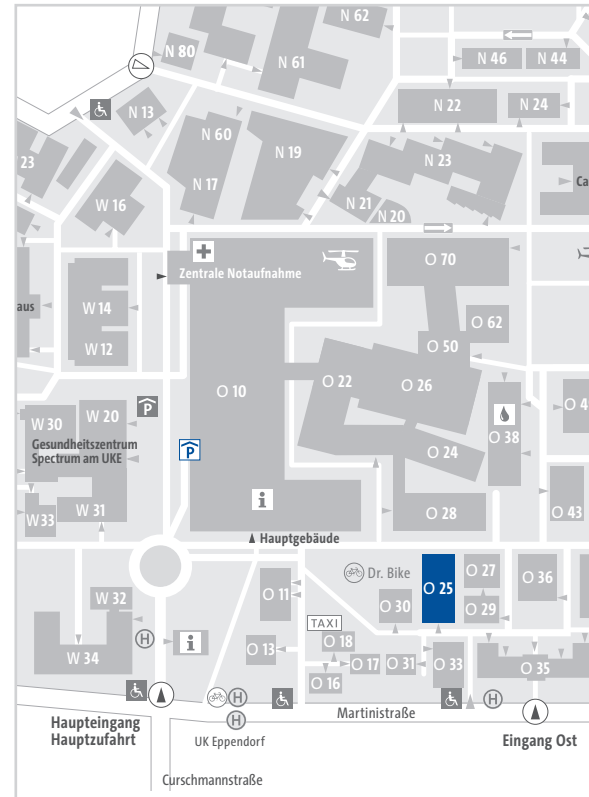 N 62
N 80
N 61
N 46
N 44
N 22
N 24
N 13
N 60
N 19
N 23
23
N 17
W 16
N 21
N 20
Ca
Zentrale Notaufnahme
O 70
aus
W 14
O 62
W 12
O 50
O 10
O 22
O 26
W 30
W 20
P
O 4
Gesundheitszentrum
Spectrum am UKE
P
O 38
O 24
W 33
W 31
i
O 28
O 43
Hauptgebäude
Dr. Bike
O 25
O 27
O 36
W 32
O 11
O 30
O 29
TAXI
H
i
O 13
O 18
W 34
O 17
O 31
O 33
O 35
O 16
H
H
H
Martinistraße
Haupteingang
Hauptzufahrt
UK Eppendorf
Eingang Ost
Curschmannstraße